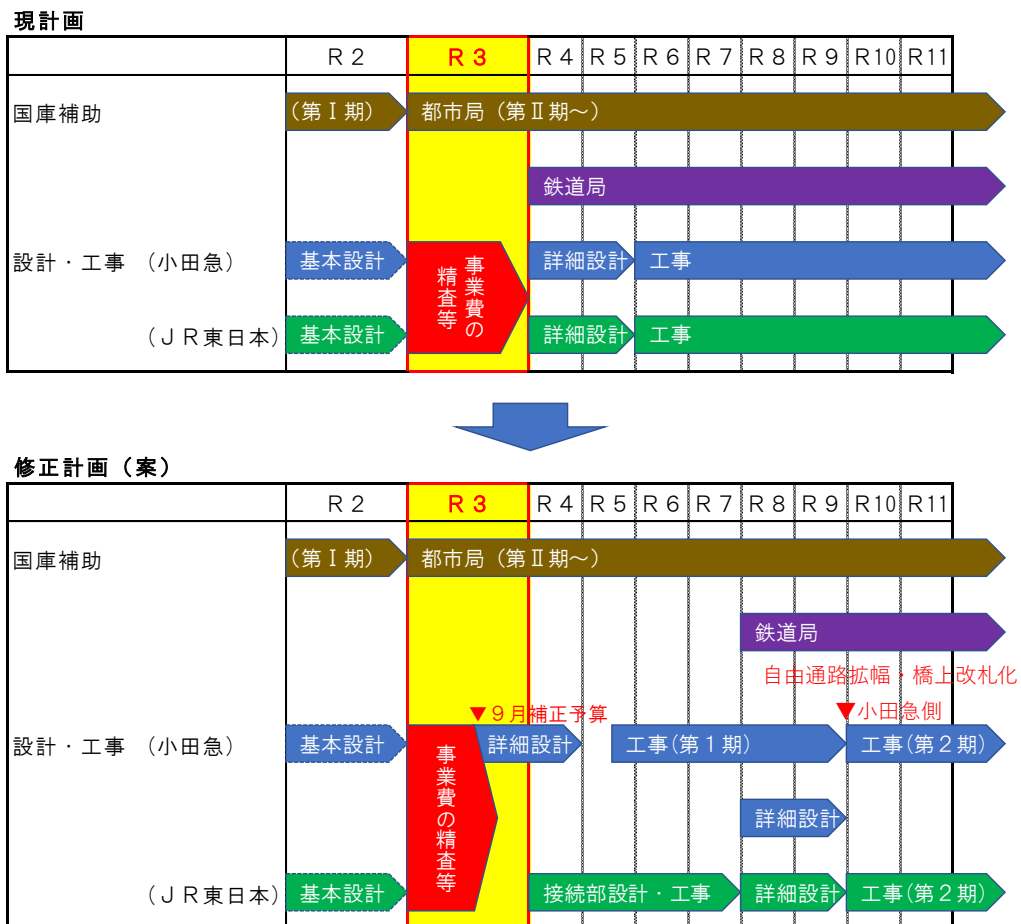 現計画
R２ R３ R４ R５ R６ R７ R８ R９ R10 R11
国庫補助 (第Ⅰ期) 都市局（第Ⅱ期～）
鉄道局
設計・工事 （小田急） 基本設計 事業費の精査等 詳細設計 工事
（ＪＲ東日本） 基本設計 詳細設計 工事
修正計画（案）
R２ R３ R４ R５ R６ R７ R８ R９ R10 R11
国庫補助 (第Ⅰ期) 都市局（第Ⅱ期～）
鉄道局
自由通路拡幅・橋上改札化
▼９月補正予算 ▼小田急側
設計・工事 （小田急） 基本設計 事業費の精査等 詳細設計 工事(第１期) 工事(第２期)
詳細設計
（ＪＲ東日本） 基本設計 接続部設計・工事 詳細設計 工事(第２期)